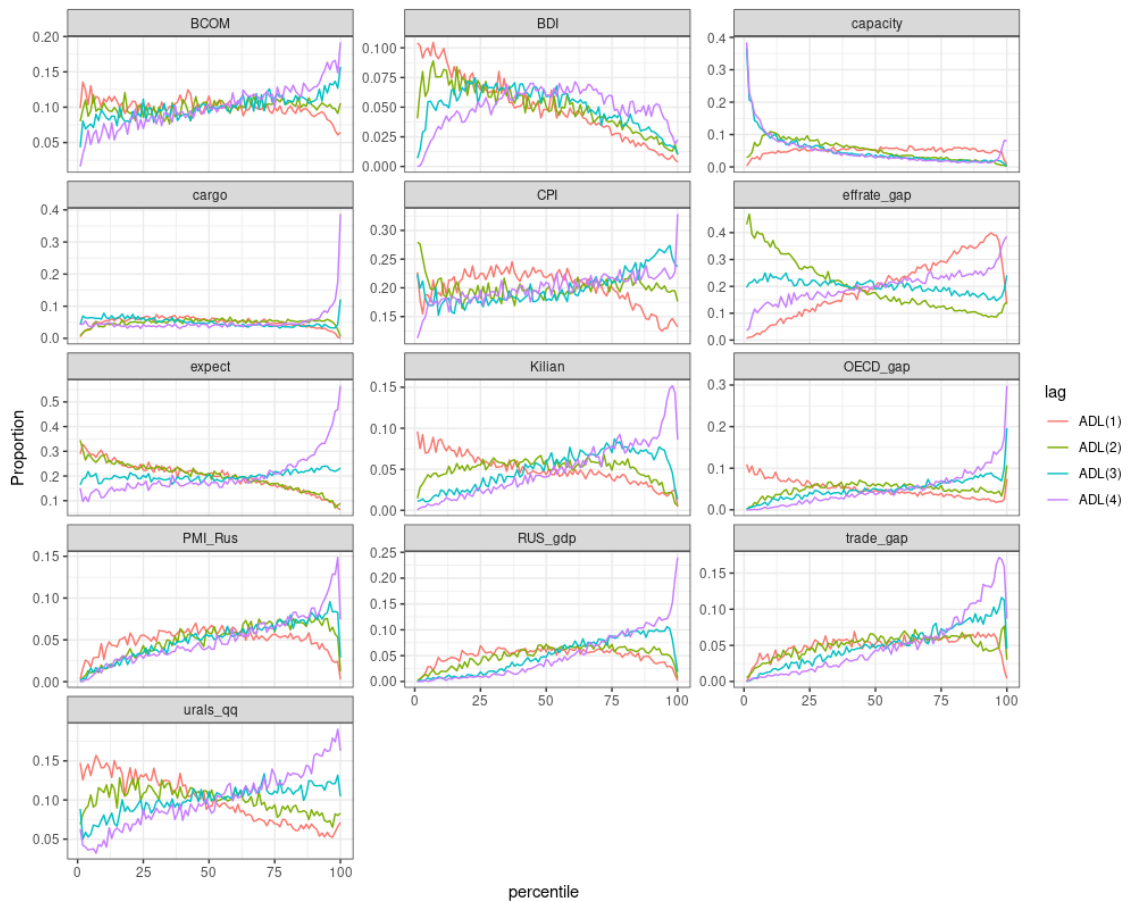 BCOM
BDI
capacity
0.20
0.15
0.10
0.05
0.100
0.075
0.050
0.025
0.000
0.4
0.3
0.2
0.1
0.0
cargo
CPI
effrate_gap
0.4
0.3
0.2
0.1
0.0
0.30
0.25
0.20
0.15
0.4
0.3
0.2
0.1
0.0
expect
Kilian
OECD_gap
0.5
0.4
0.3
0.2
0.1
0.15
0.10
0.05
0.00
0.3
0.2
0.1
0.0
PMI_Rus
RUS_gdp
trade_gap
0.15
0.10
0.05
0.00
0.25
0.20
0.15
0.10
0.05
0.00
0.15
0.10
0.05
0.00
0 25 50 75 100
0 25 50 75 100
urals_qq
0.15
0.10
0.05
0 25 50 75 100
percentile
Proportion
lag
ADL(1)
ADL(2)
ADL(3)
ADL(4)